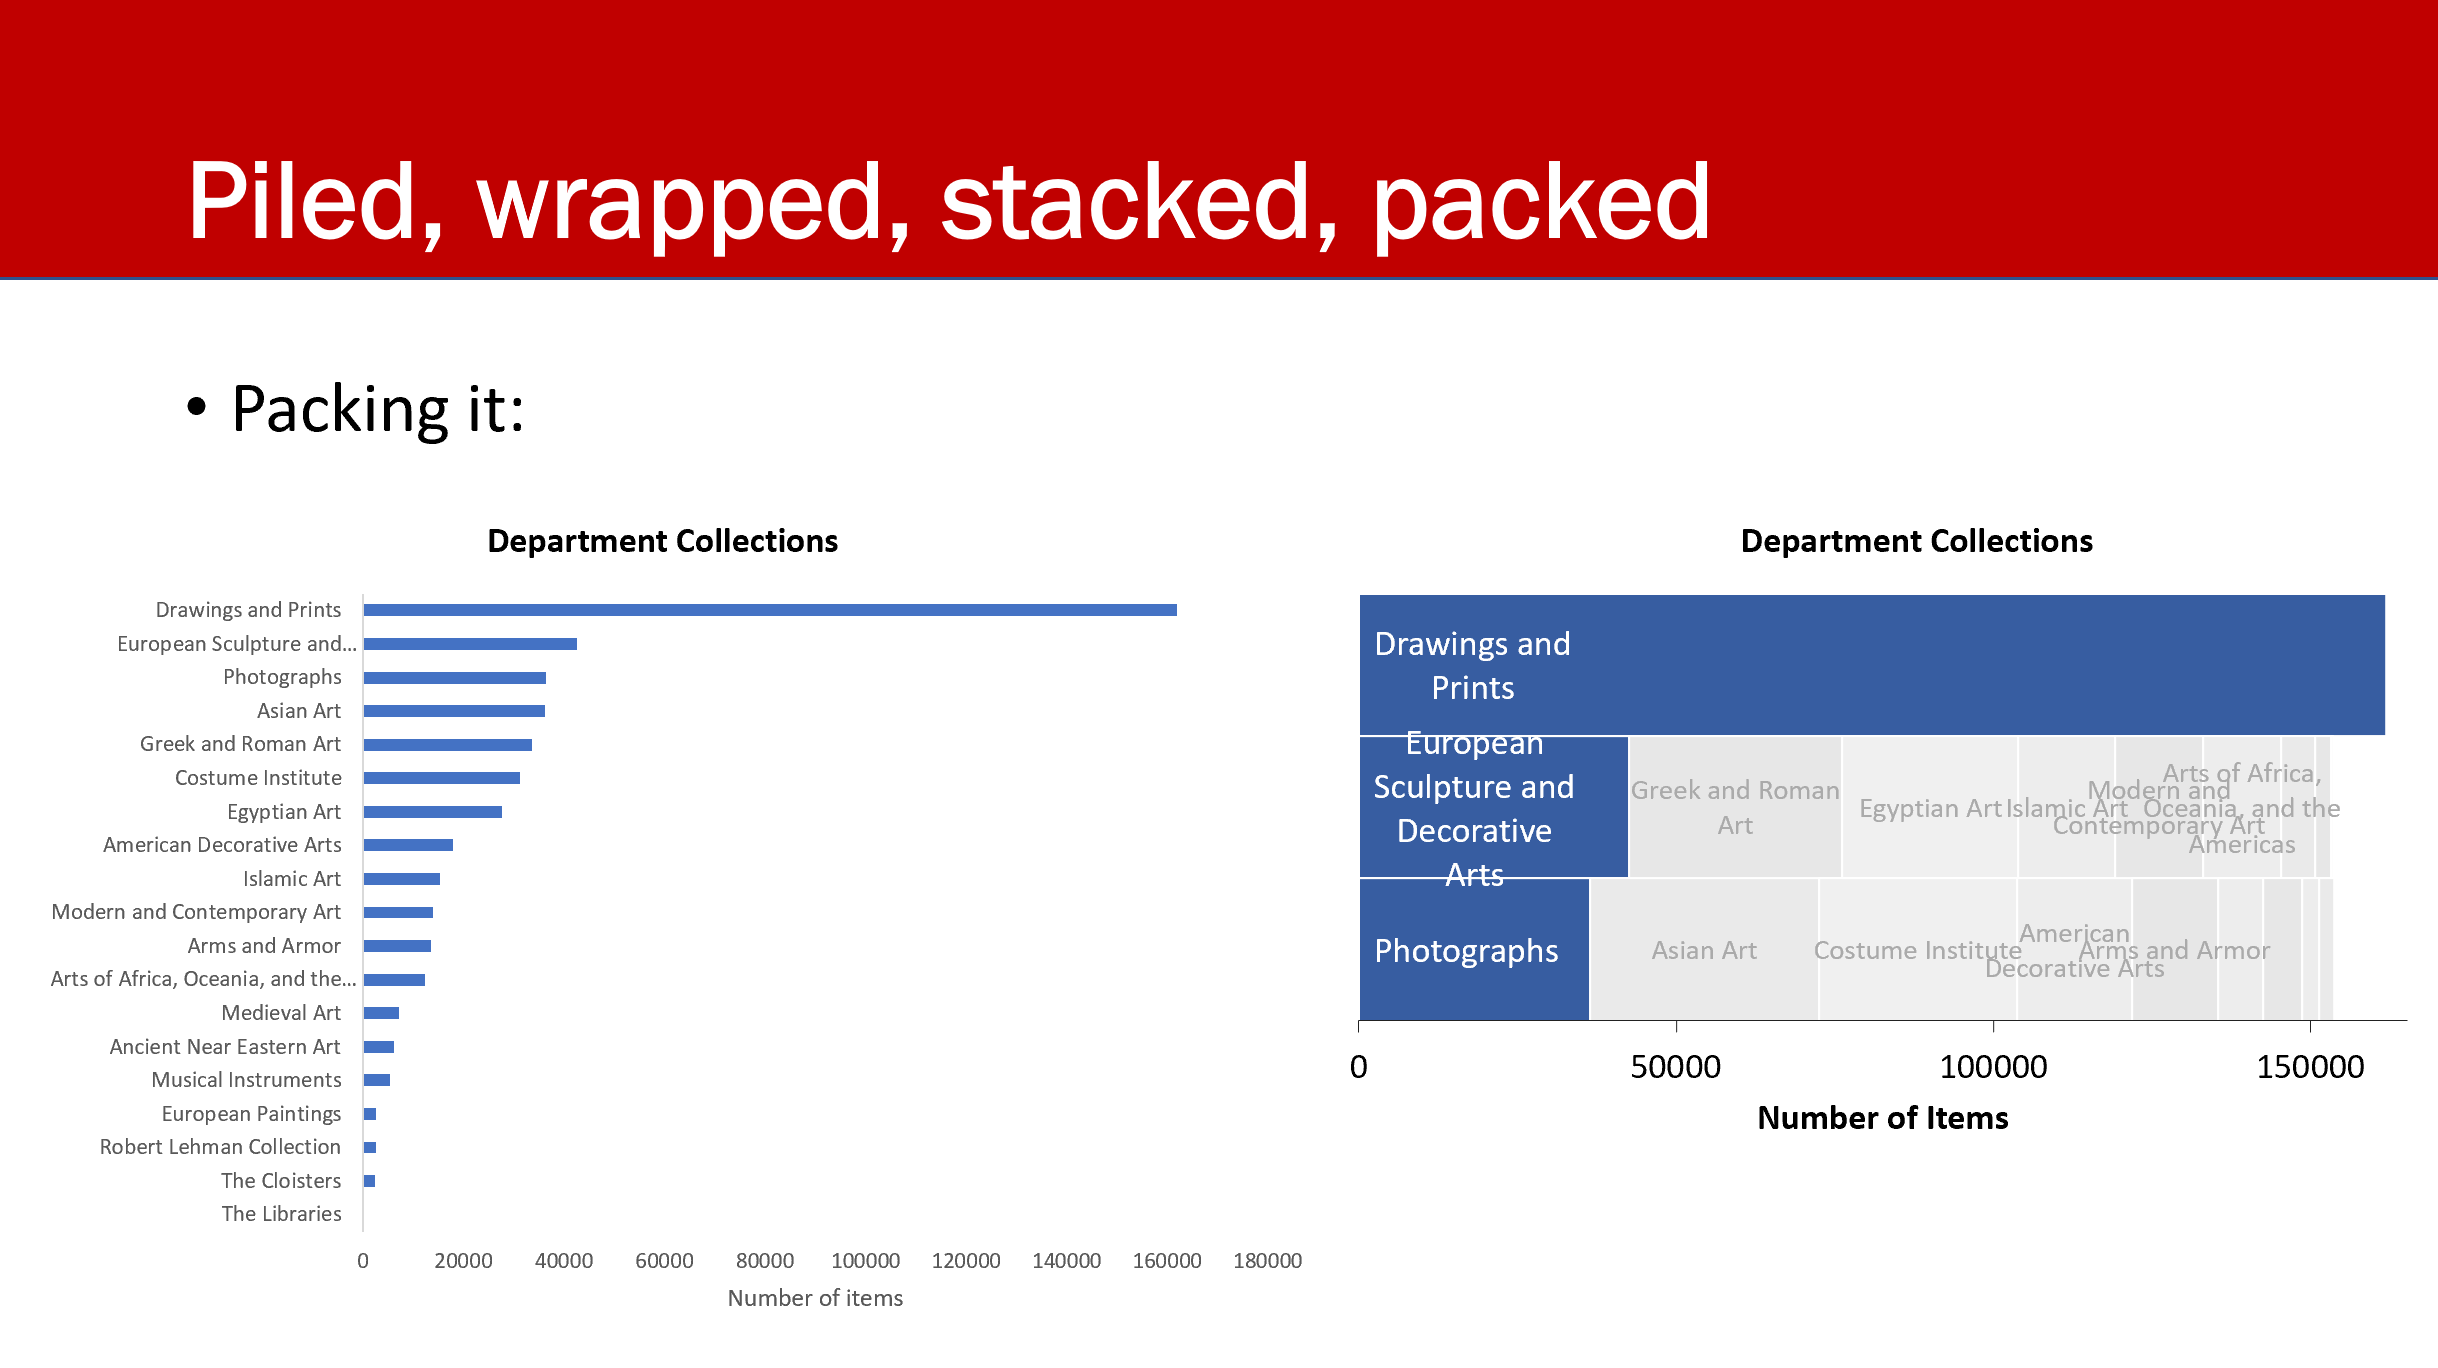 Piled, wrapped, stacked, packed
• Packing it:
Department Collections
Drawings and Prints
European Sculpture and...
Photographs
Asian Art
Greek and Roman Art
Costume Institute
Egyptian Art
American Decorative Arts
Islamic Art
Modern and Contemporary Art
Arms and Armor
Arts of Africa, Oceania, and the...
Medieval Art
Ancient Near Eastern Art
Musical Instruments
European Paintings
Robert Lehman Collection
The Cloisters
The Libraries
0 20000 40000 60000 80000 100000 120000 140000 160000 180000
Number of items
Department Collections
Drawings and
Prints
European
Sculpture and
Decorative
Arts
Greek and Roman
Art
Egyptian Art
Islamic Art
Modern and
Contemporary Art
Arts of Africa,
Oceania, and the
Americas
Photographs
Asian Art
Costume Institute
American
Decorative Arts
Arms and Armor
0 50000 100000 150000
Number of Items